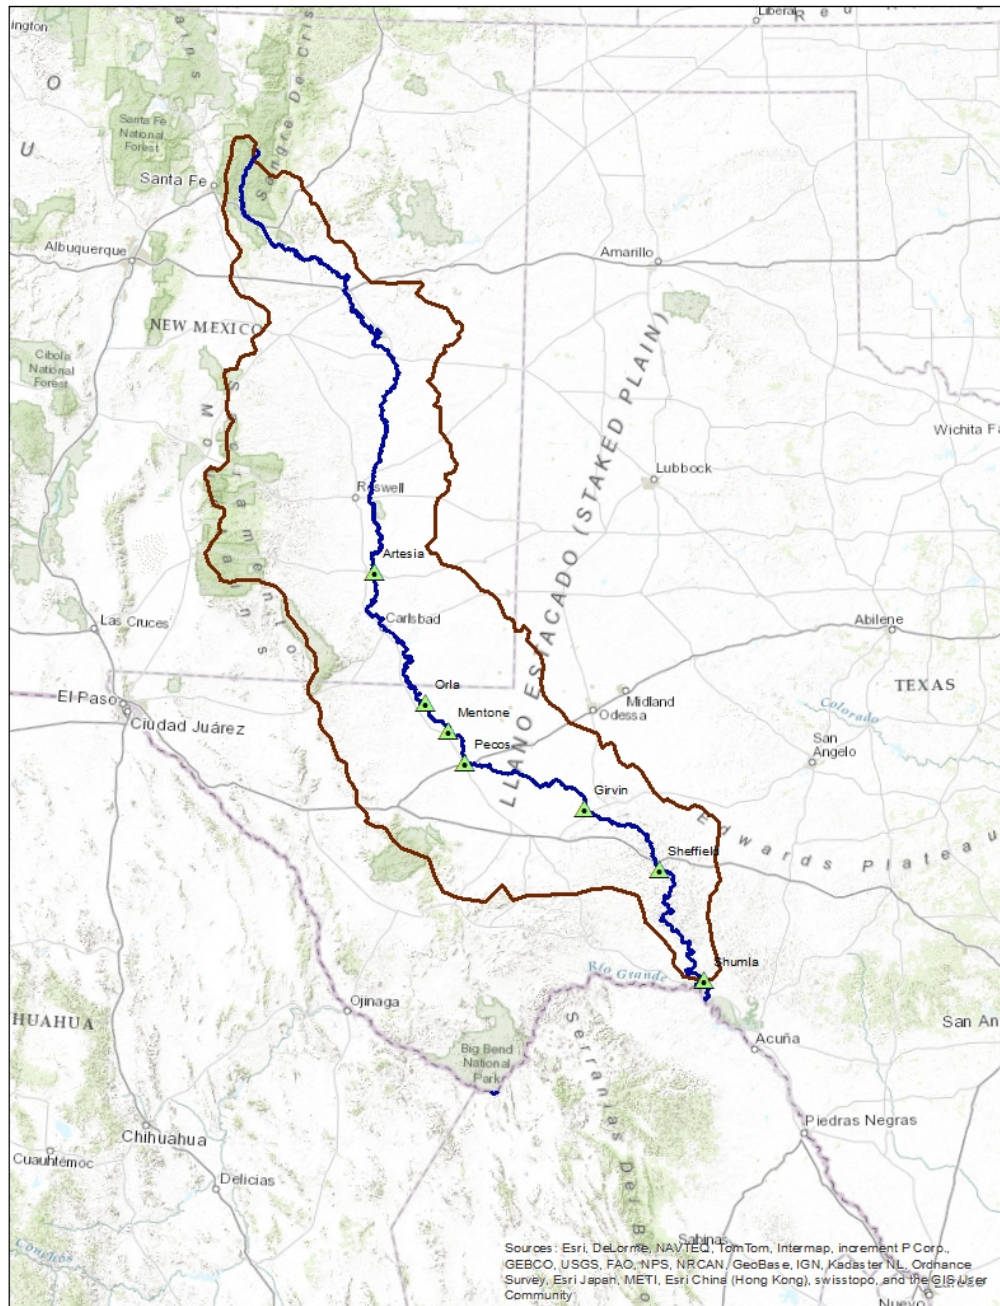 ington
Liberal
R e d
O
U
Santa Fe
National
Forest
Sangre De Cris
Santa Fe
Albuquerque
Amarillo
NEW MEXICO
Cibola
National
Forest
LLANO ESTACADO (STAKED PLAIN)
Wichita Fa
Lubbock
Roswell
Artesia
Carlsbad
Las Cruces
Abilene
El Paso
Ciudad Juárez
Orla
Mentone
Pecos
Midland
Odessa
TEXAS
Colorado
San
Angelo
Girvin
Edwards Plateau
Sheffield
Shumla
Río Grande
Ojinaga
HUAHUA
Big Bend
National
Park
Serranías Del B
San An
Acuña
Piedras Negras
Chihuahua
Cuauhtémoc
Delicias
Conchos
Sabinas
Sources: Esri, DeLorme, NAVTEQ, TomTom, Intermap, increment P Corp.,
GEBCO, USGS, FAO, NPS, NRCAN, GeoBase, IGN, Kadaster NL, Ordnance
Survey, Esri Japan, METI, Esri China (Hong Kong), swisstopo, and the GIS User
Community
Nuevo